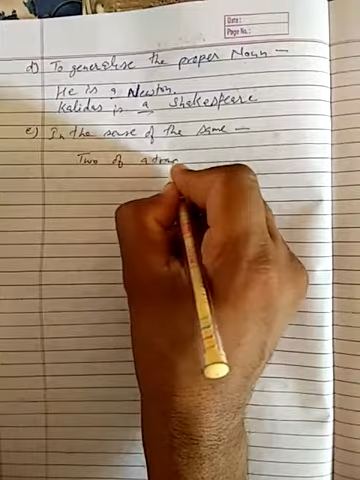 Date:
Page No.:
d) To generalise the proper Noun —
He is a Newton.
Kalidas is a Shakespeare
e) In the sense of the same —
Two of a trad